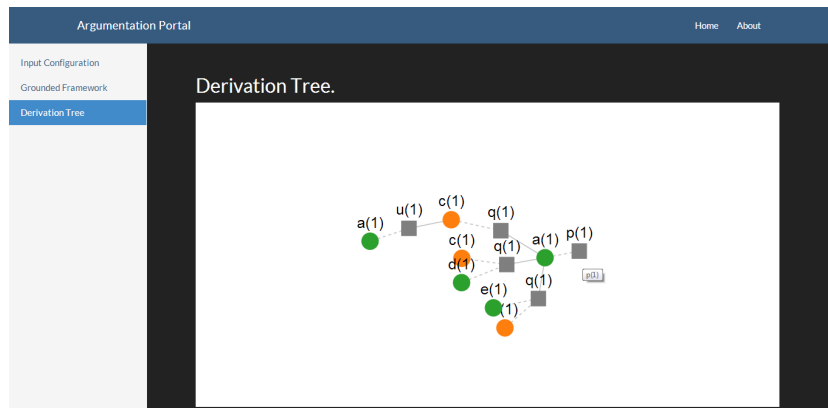 Argumentation Portal
Home About
Input Configuration
Grounded Framework
Derivation Tree
Derivation Tree.
c(1)
u(1)
q(1)
a(1)
p(1)
c(1)
a(1)
q(1)
d(1)
p(1)
q(1)
e(1)
(1)